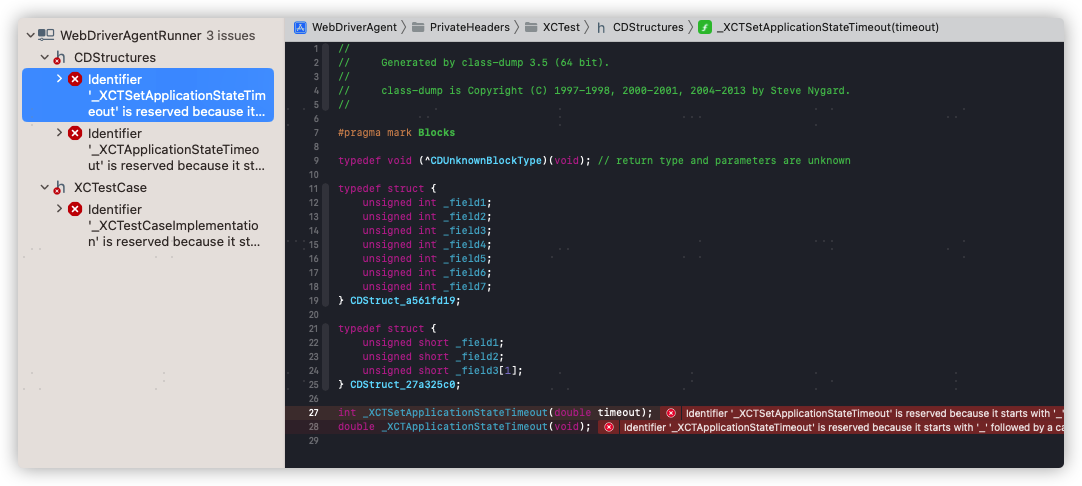 WebDriverAgentRunner 3 issues
CDStructures
Identifier
'_XCTSetApplicationStateTim
eout' is reserved because it...
Identifier
'_XCTApplicationStateTimeo
ut' is reserved because it st...
XCTestCase
Identifier
'_XCTestCaseImplementatio
n' is reserved because it st...
WebDriverAgent PrivateHeaders XCTest h CDStructures f _XCTSetApplicationStateTimeout(timeout)
1 //
2 // Generated by class-dump 3.5 (64 bit).
3 //
4 // class-dump is Copyright (C) 1997-1998, 2000-2001, 2004-2013 by Steve Nygard.
5 //
6
7 #pragma mark Blocks
8
9 typedef void (^CDUnknownBlockType)(void); // return type and parameters are unknown
10
11 typedef struct {
12 unsigned int _field1;
13 unsigned int _field2;
14 unsigned int _field3;
15 unsigned int _field4;
16 unsigned int _field5;
17 unsigned int _field6;
18 unsigned int _field7;
19 } CDStruct_a561fd19;
20
21 typedef struct {
22 unsigned short _field1;
23 unsigned short _field2;
24 unsigned short _field3[1];
25 } CDStruct_27a325c0;
26
27 int _XCTSetApplicationStateTimeout(double timeout); Identifier '_XCTSetApplicationStateTimeout' is reserved because it starts with '_'
28 double _XCTApplicationStateTimeout(void); Identifier '_XCTApplicationStateTimeout' is reserved because it starts with '_' followed by a ca
29